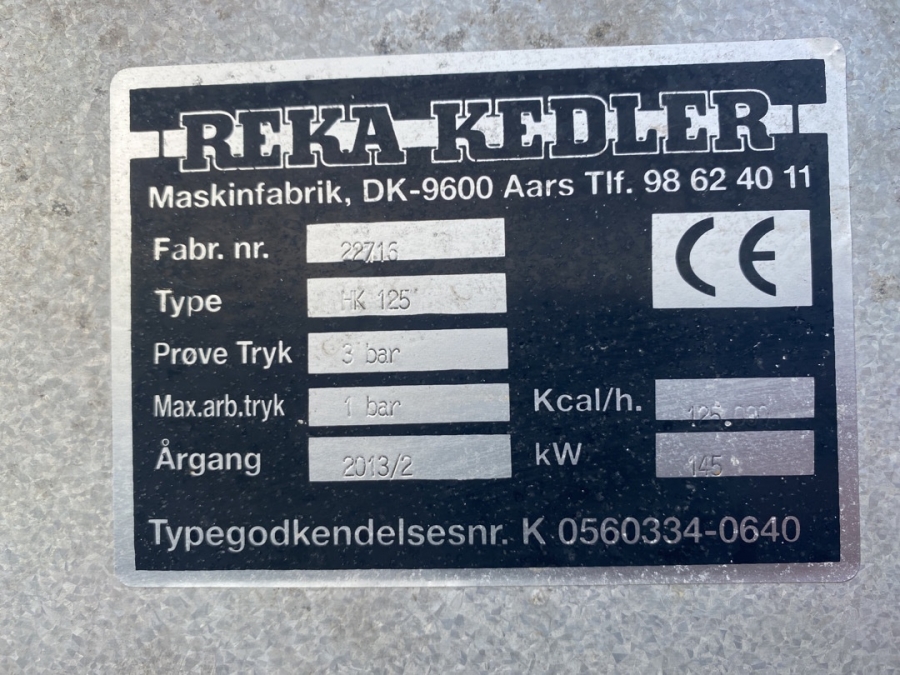 REKA KEDLER
Maskinfabrik, DK-9600 Aars Tlf. 98 62 40 11
Fabr. nr. 22716
CE
Type HK 125
Prøve Tryk 3 bar
Max.arb.tryk 1 bar
Kcal/h.
Årgang 2013/2
kW 145
Typegodkendelsesnr. K 0560334-0640